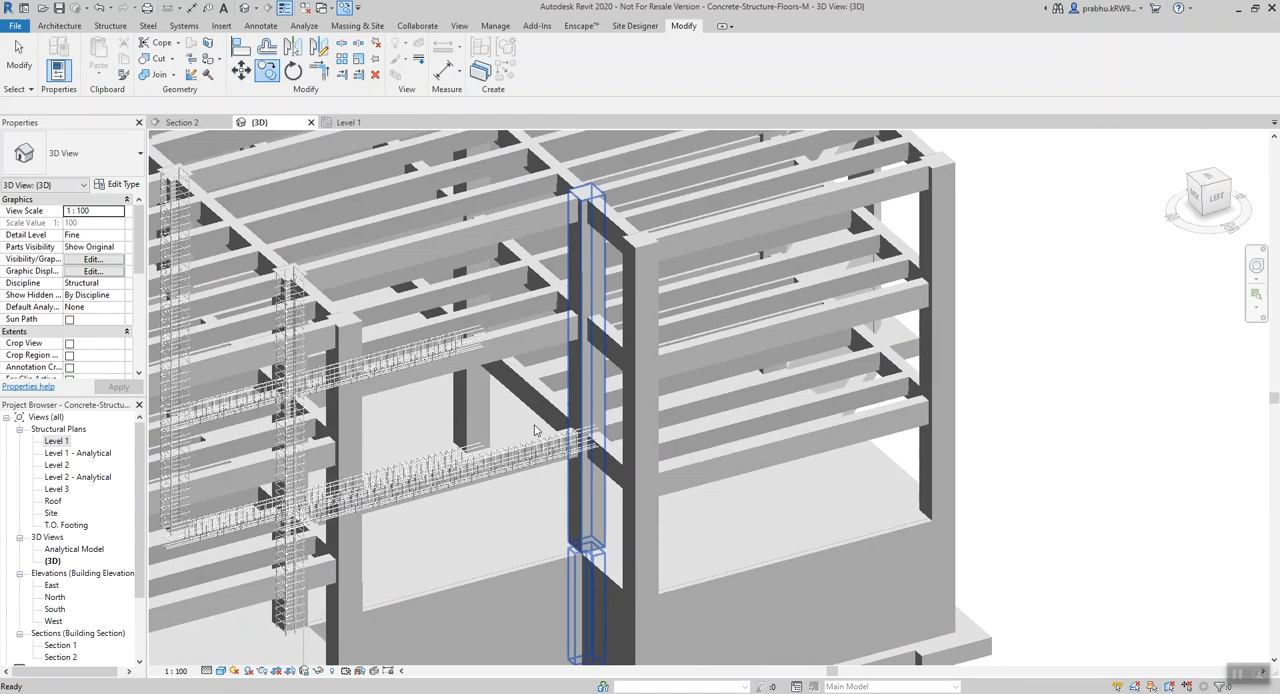 Autodesk Revit 2020 - Not For Resale Version - Concrete-Structure-Floors-M - 3D View: {3D}
prabhu.kRW9...
File
Architecture
Structure
Steel
Systems
Insert
Annotate
Analyze
Massing & Site
Collaborate
View
Manage
Add-Ins
Enscape™
Site Designer
Modify
Modify
Paste
Cope
Cut
Join
Select
Properties
Clipboard
Geometry
Modify
View
Measure
Create
Properties
Section 2
{3D}
Level 1
3D View
3D View: {3D}
Edit Type
Graphics
View Scale 1 : 100
Scale Value 1: 100
Detail Level Fine
Parts Visibility Show Original
Visibility/Grap... Edit...
Graphic Displ... Edit...
Discipline Structural
Show Hidden ... By Discipline
Default Analy... None
Sun Path
Extents
Crop View
Crop Region ...
Annotation Cr...
Properties help
Apply
Project Browser - Concrete-Structu...
Views (all)
Structural Plans
Level 1
Level 1 - Analytical
Level 2
Level 2 - Analytical
Level 3
Roof
Site
T.O. Footing
3D Views
Analytical Model
{3D}
Elevations (Building Elevation
East
North
South
West
Sections (Building Section)
Section 1
Section 2
LEFT
1 : 100
Ready
:0
Main Model
:0